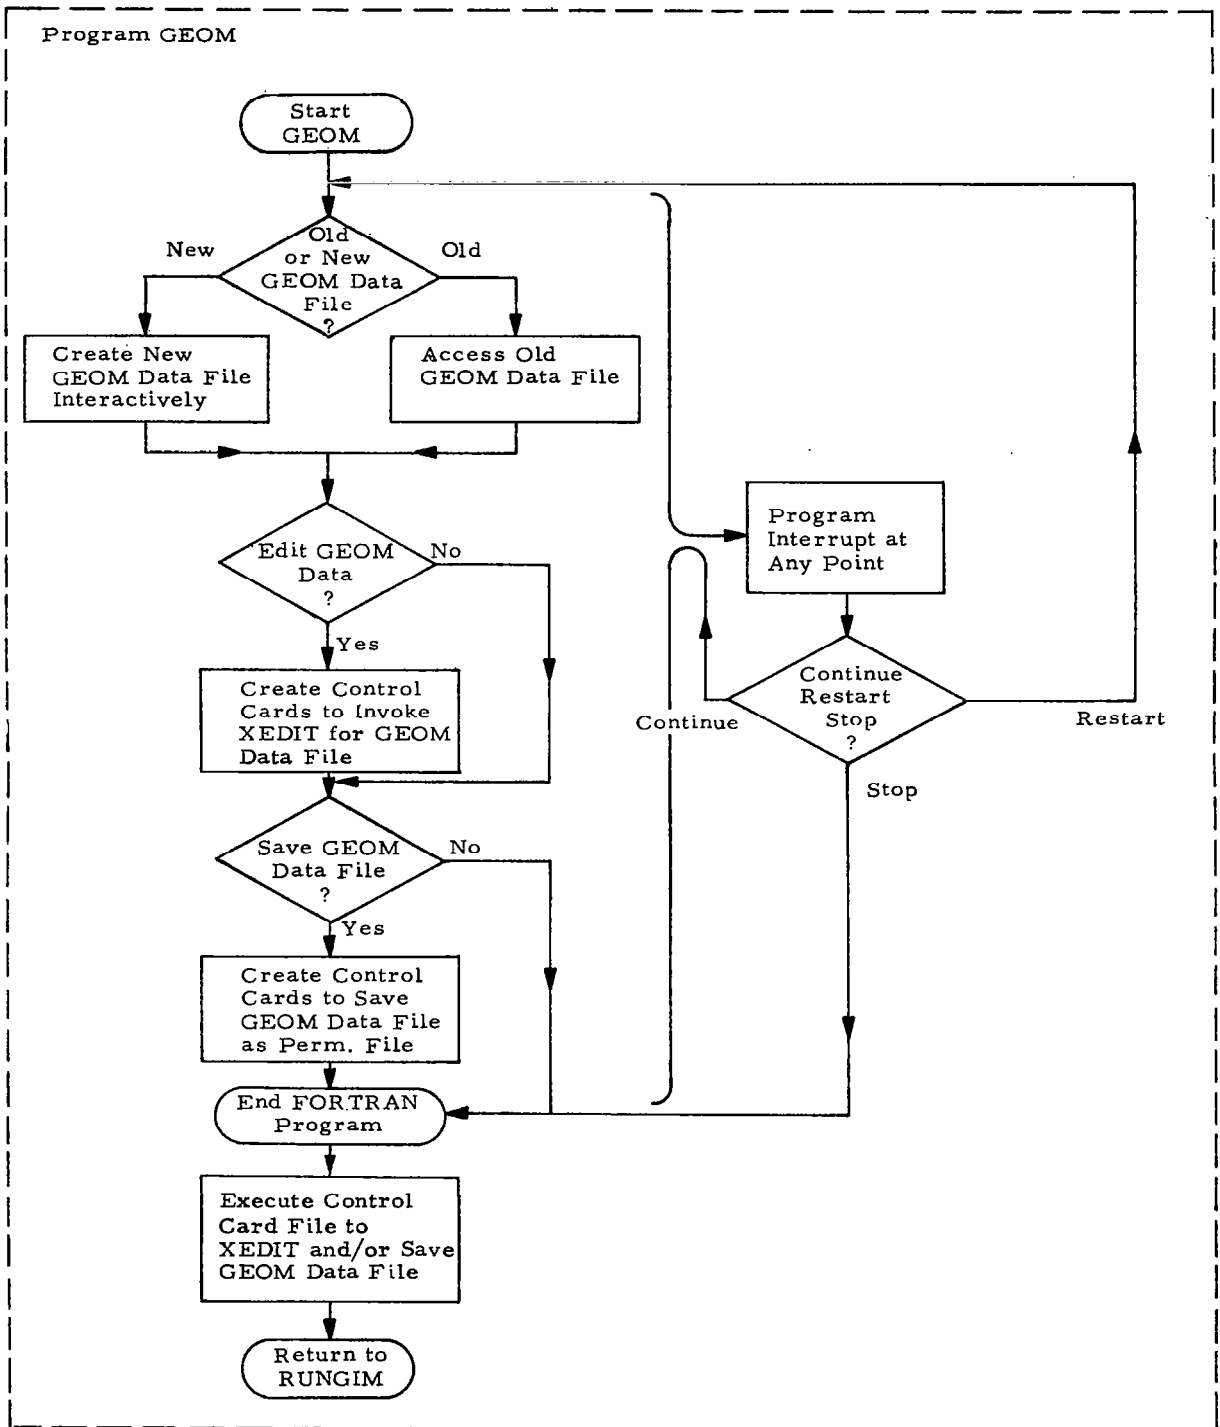 Program GEOM
Start
GEOM
Old
or New
GEOM Data
File
?
New
Old
Create New
GEOM Data File
Interactively
Access Old
GEOM Data File
Edit GEOM
Data
?
No
Yes
Create Control
Cards to Invoke
XEDIT for GEOM
Data File
Save GEOM
Data File
?
No
Yes
Create Control
Cards to Save
GEOM Data File
as Perm. File
End FORTRAN
Program
Execute Control
Card File to
XEDIT and/or Save
GEOM Data File
Return to
RUNGIM
Program
Interrupt at
Any Point
Continue
Restart
Stop
?
Continue
Restart
Stop